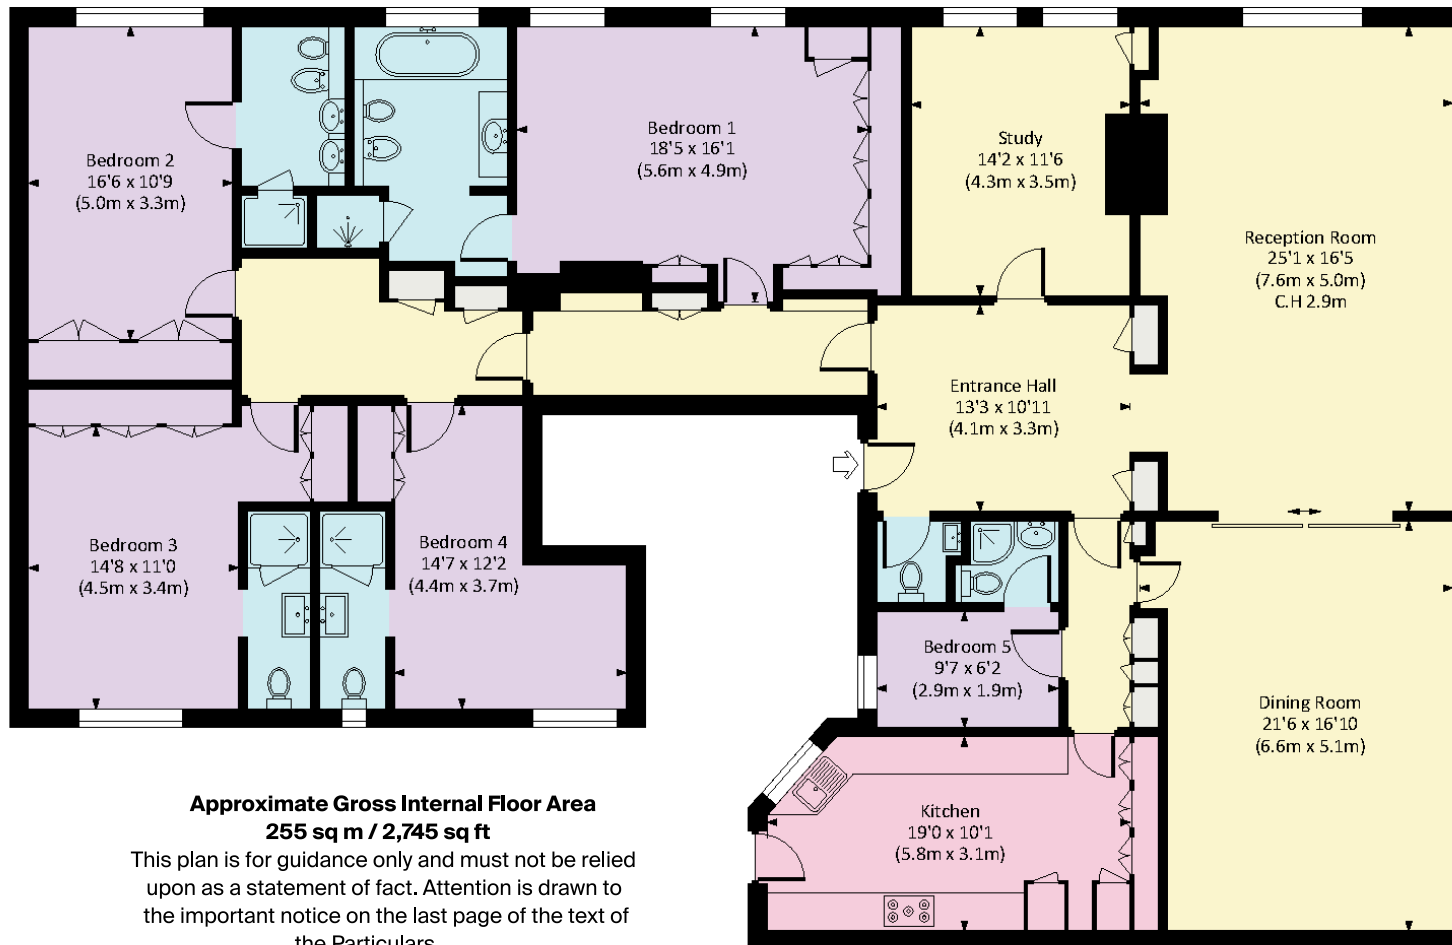 Bedroom 2
16'6 x 10'9
(5.0m x 3.3m)
Bedroom 1
18'5 x 16'1
(5.6m x 4.9m)
Study
14'2 x 11'6
(4.3m x 3.5m)
Reception Room
25'1 x 16'5
(7.6m x 5.0m)
C.H 2.9m
Entrance Hall
13'3 x 10'11
(4.1m x 3.3m)
Bedroom 3
14'8 x 11'0
(4.5m x 3.4m)
Bedroom 4
14'7 x 12'2
(4.4m x 3.7m)
Bedroom 5
9'7 x 6'2
(2.9m x 1.9m)
Dining Room
21'6 x 16'10
(6.6m x 5.1m)
Kitchen
19'0 x 10'1
(5.8m x 3.1m)
Approximate Gross Internal Floor Area
255 sq m / 2,745 sq ft
This plan is for guidance only and must not be relied
upon as a statement of fact. Attention is drawn to
the important notice on the last page of the text of
the Particulars.